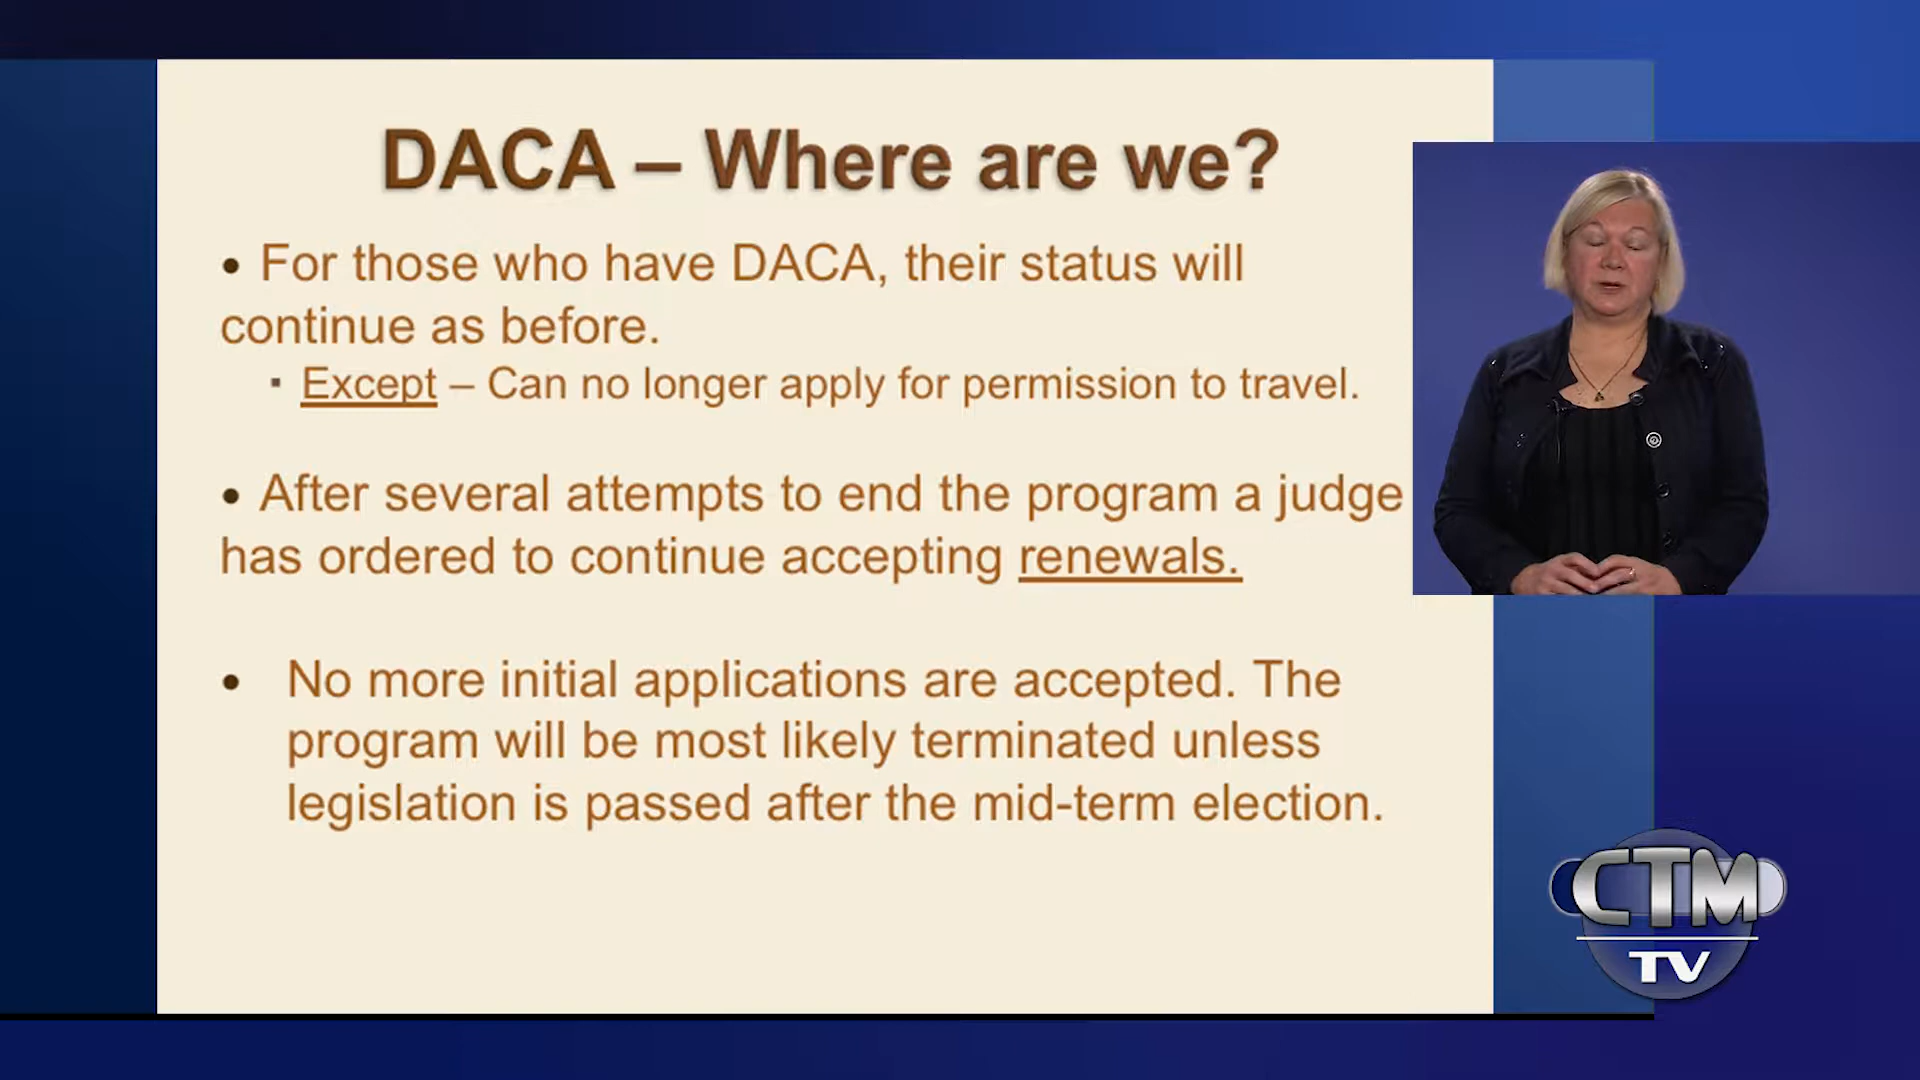 DACA – Where are we?
• For those who have DACA, their status will
continue as before.
▪ Except – Can no longer apply for permission to travel.
• After several attempts to end the program a judge
has ordered to continue accepting renewals.
• No more initial applications are accepted. The
program will be most likely terminated unless
legislation is passed after the mid-term election.
CTM
TV